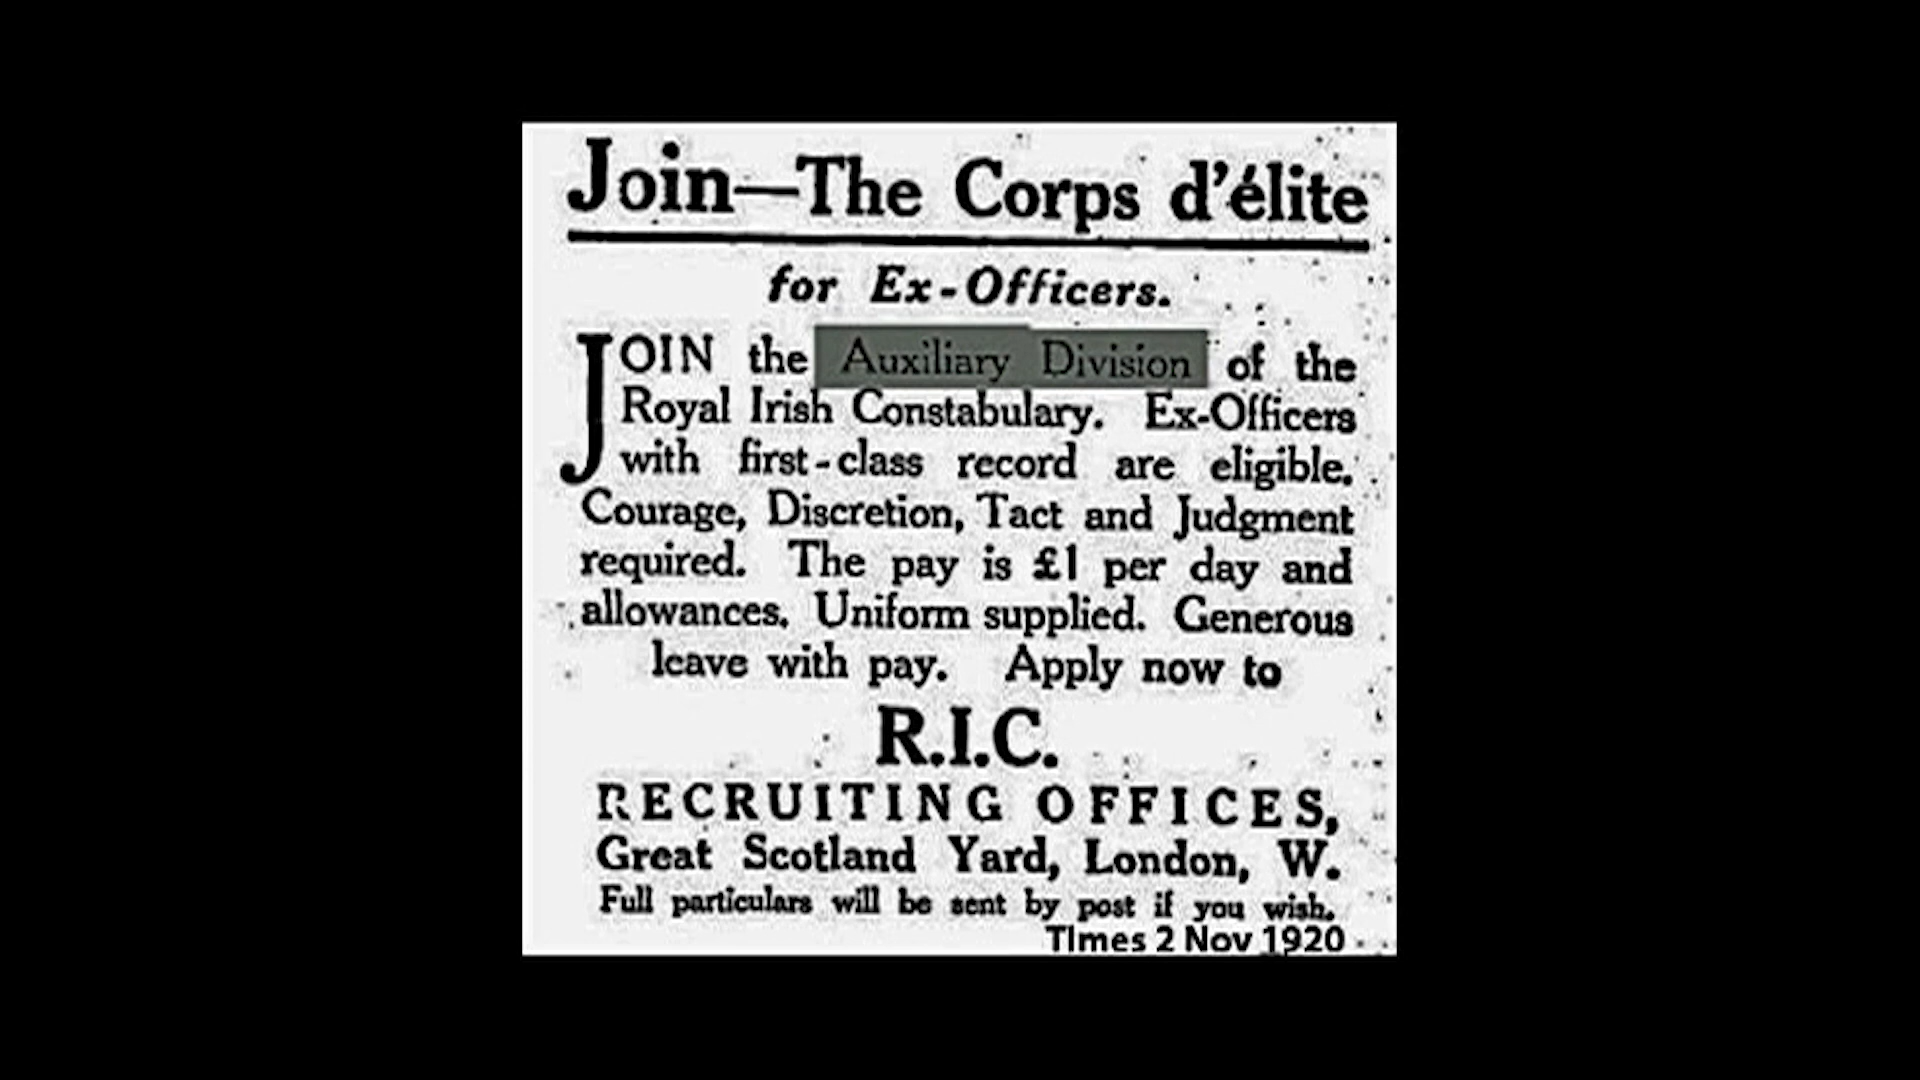 Join—The Corps d'élite
for Ex-Officers.
JOIN the Auxiliary Division of the
Royal Irish Constabulary. Ex-Officers
with first-class record are eligible.
Courage, Discretion, Tact and Judgment
required. The pay is £1 per day and
allowances. Uniform supplied. Generous
leave with pay. Apply now to
R.I.C.
RECRUITING OFFICES,
Great Scotland Yard, London, W.
Full particulars will be sent by post if you wish.
TImes 2 Nov 1920